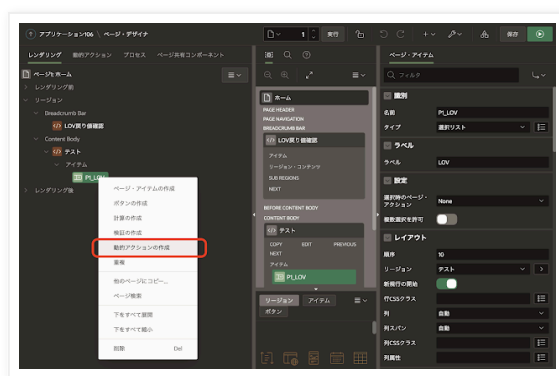 アプリケーション106 \ ページ・デザイナ
1
実行
保存
レンダリング
動的アクション
プロセス
ページ共有コンポーネント
ページ1: ホーム
レンダリング前
リージョン
Breadcrumb Bar
LOV戻り値確認
Content Body
テスト
アイテム
P1_LOV
レンダリング後
ページ・アイテムの作成
ボタンの作成
計算の作成
検証の作成
動的アクションの作成
重複
他のページにコピー...
ページ検索
下をすべて展開
下をすべて縮小
削除 Del
ホーム
PAGE HEADER
PAGE NAVIGATION
BREADCRUMB BAR
LOV戻り値確認
アイテム
リージョン・コンテンツ
SUB REGIONS
NEXT
BEFORE CONTENT BODY
CONTENT BODY
テスト
COPY EDIT PREVIOUS
NEXT
アイテム
P1_LOV
リージョン アイテム
ボタン
ページ・アイテム
フィルタ
識別
名前 P1_LOV
タイプ 選択リスト
ラベル
ラベル LOV
設定
選択時のページ・アクション None
複数選択を許可
レイアウト
順序 10
リージョン テスト
新規行の開始
行CSSクラス
列 自動
列スパン 自動
列CSSクラス
列属性